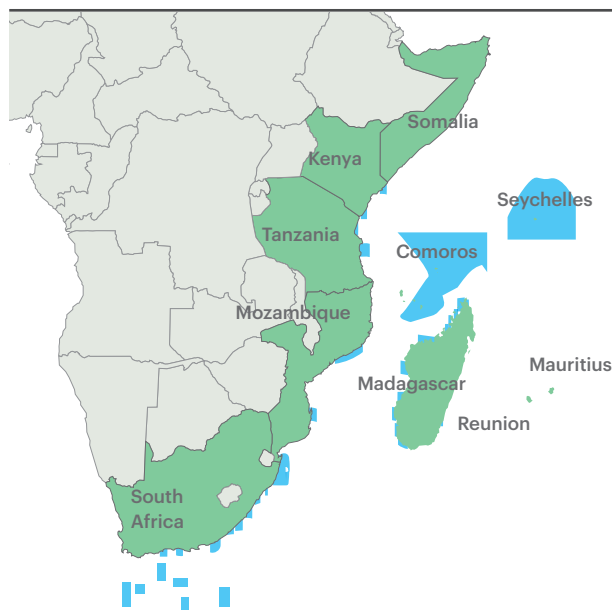 Somalia
Kenya
Seychelles
Tanzania
Comoros
Mozambique
Mauritius
Madagascar
Reunion
South
Africa